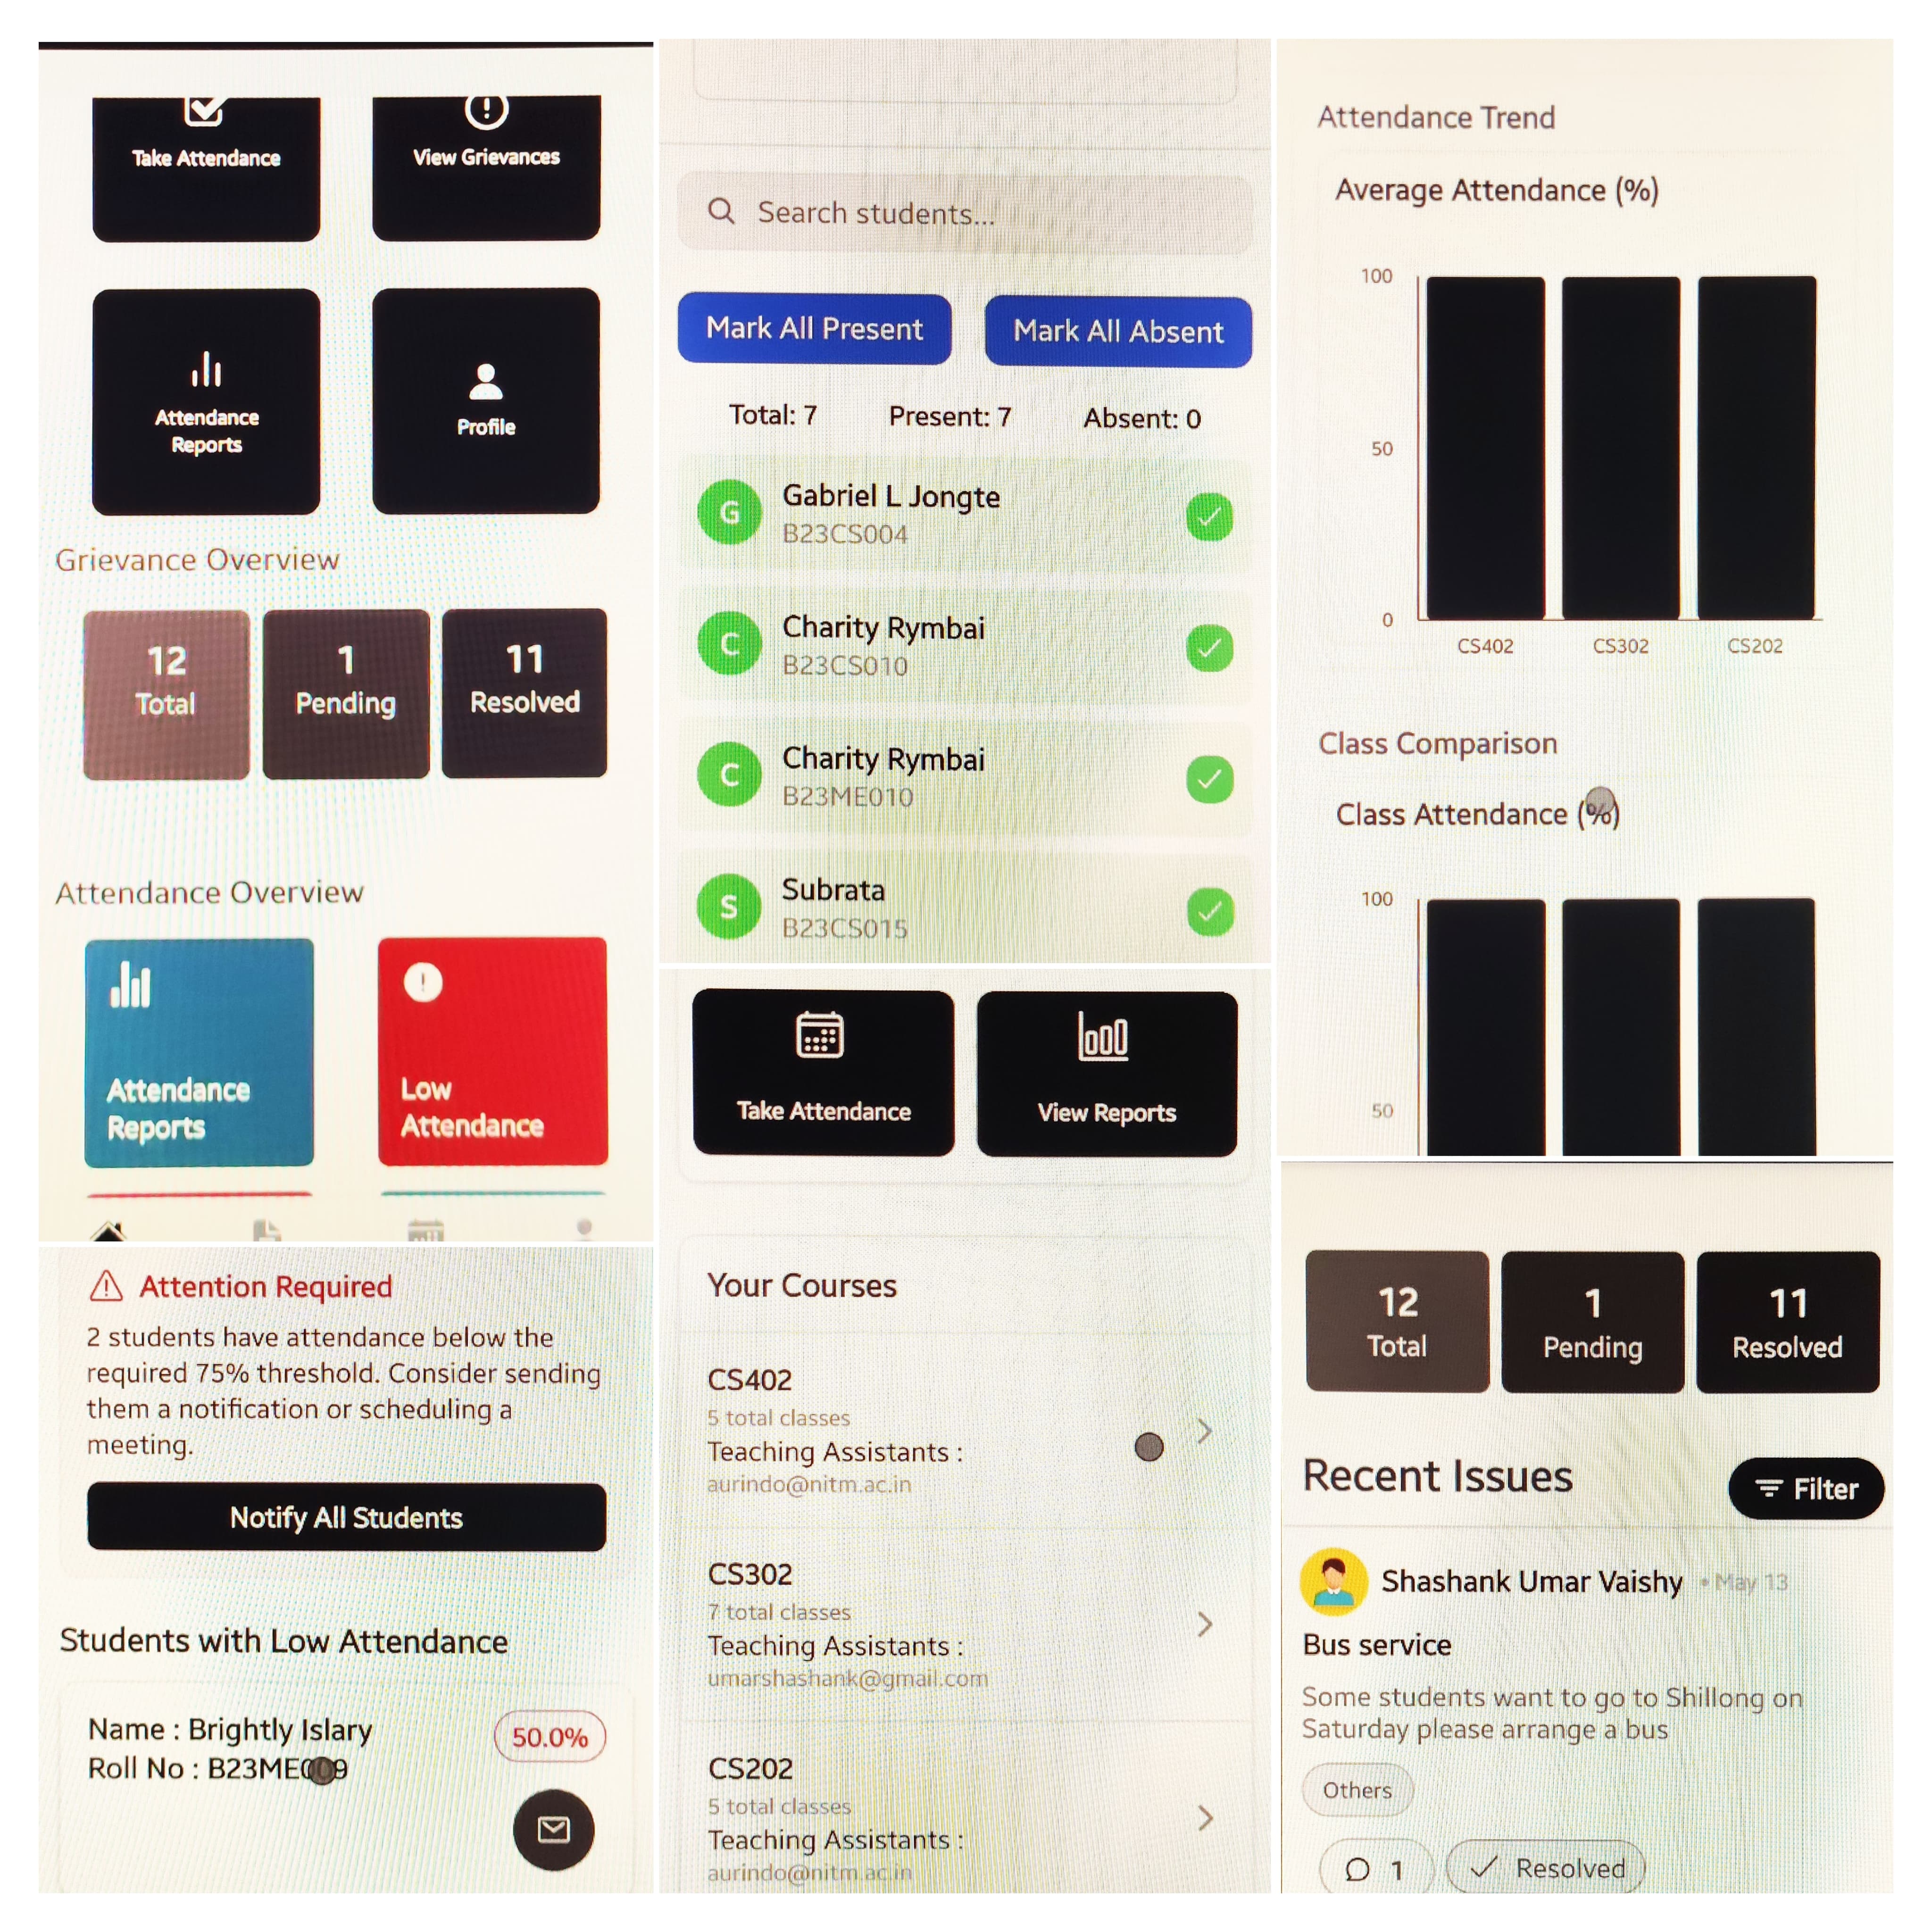 Take Attendance
View Grievances
Attendance
Reports
Profile
Grievance Overview
12
Total
1
Pending
11
Resolved
Attendance Overview
Attendance
Reports
Low
Attendance
Attention Required
2 students have attendance below the
required 75% threshold. Consider sending
them a notification or scheduling a
meeting.
Notify All Students
Students with Low Attendance
Name : Brightly Islary
50.0%
Roll No :
Search students...
Mark All Present
Mark All Absent
Total: 7
Present: 7
Absent: 0
G
Gabriel L Jongte
B23CS004
C
Charity Rymbai
B23CS010
C
Charity Rymbai
B23ME010
S
Subrata
B23CS015
Take Attendance
View Reports
Your Courses
CS402
5 total classes
Teaching Assistants :
aurindo@nitm.ac.in
CS302
7 total classes
Teaching Assistants :
umarshashank@gmail.com
CS202
5 total classes
Teaching Assistants :
aurindo@nitm.ac.in
Attendance Trend
Average Attendance (%)
100
50
0
CS402
CS302
CS202
Class Comparison
Class Attendance (%)
100
50
12
Total
1
Pending
11
Resolved
Recent Issues
Filter
Shashank Umar Vaishy • May 13
Bus service
Some students want to go to Shillong on
Saturday please arrange a bus
Others
1
Resolved